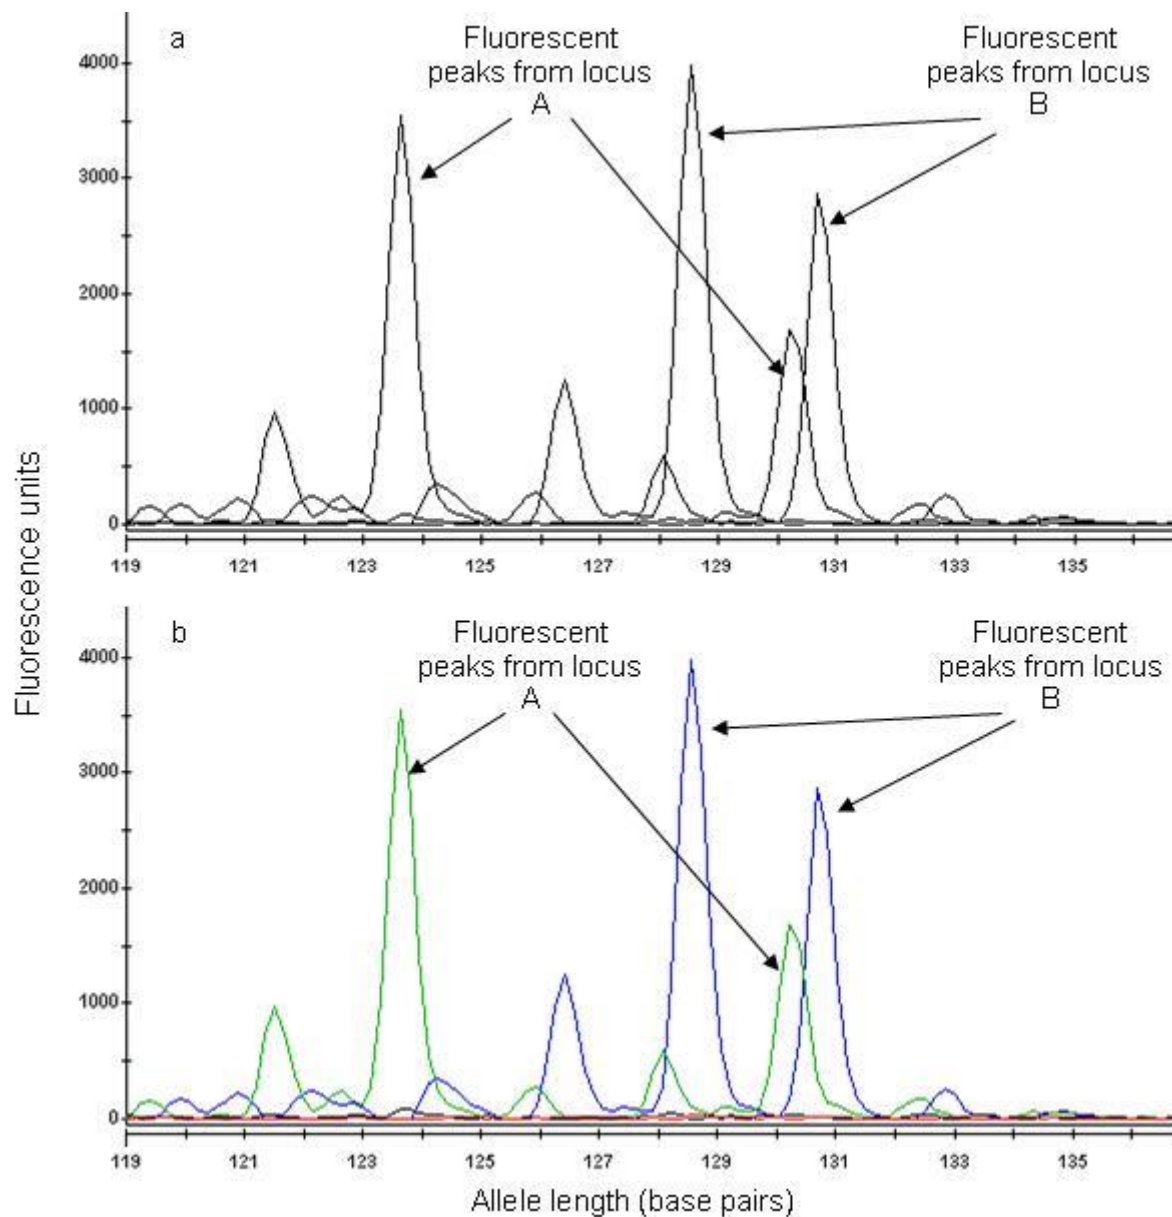 a
Fluorescent
peaks from locus
A
Fluorescent
peaks from locus
B
4000
3000
2000
1000
0
119 121 123 125 127 129 131 133 135
Fluorescence units
b
Fluorescent
peaks from locus
A
Fluorescent
peaks from locus
B
4000
3000
2000
1000
0
119 121 123 125 127 129 131 133 135
Allele length (base pairs)